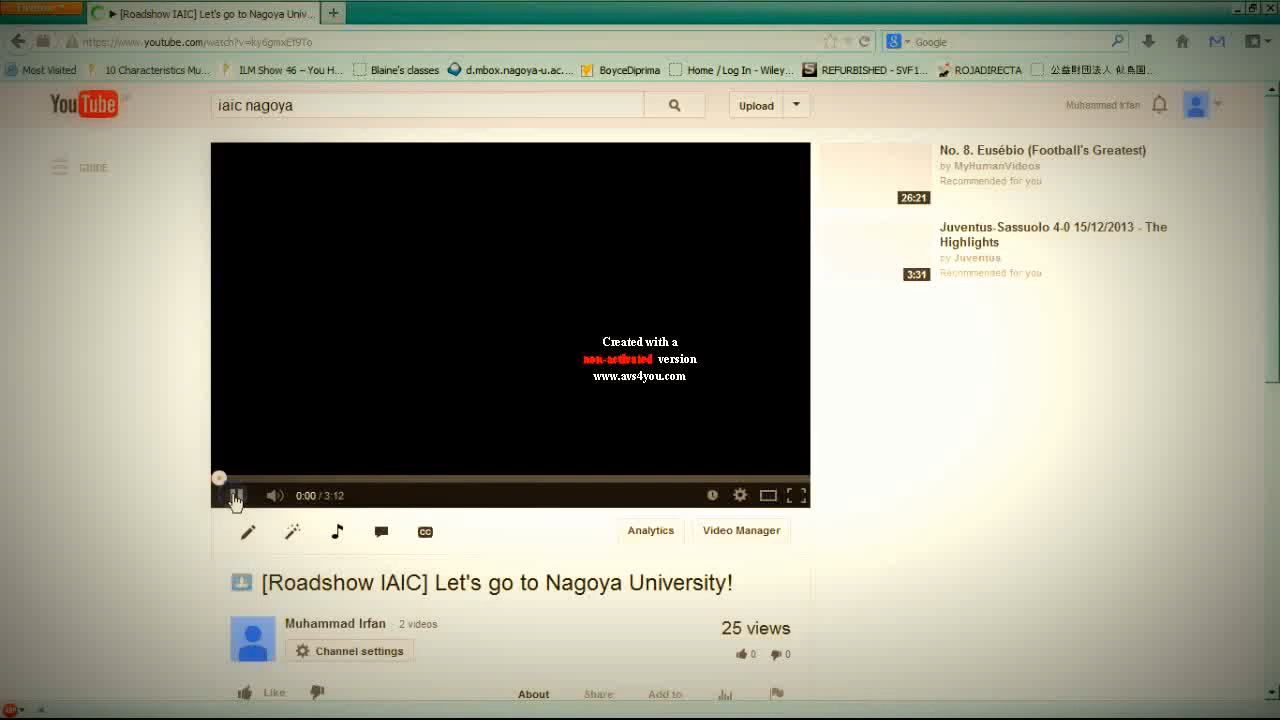 Firefox
[Roadshow IAIC] Let's go to Nagoya Univ...
https://www.youtube.com/watch?v=ky6gmxEf9To
Google
Most Visited
10 Characteristics Mu...
ILM Show 46 – You H...
Blaine's classes
d.mbox.nagoya-u.ac....
BoyceDiprima
Home / Log In - Wiley...
REFURBISHED - SVF1...
ROJADIRECTA
YouTube
iaic nagoya
Upload
Muhammad Irfan
GUIDE
No. 8. Eusébio (Football's Greatest)
by MyHumanVideos
Recommended for you
26:21
Juventus-Sassuolo 4-0 15/12/2013 - The
Highlights
by Juventus
Recommended for you
3:31
Created with a
non-activated version
www.avs4you.com
0:00 / 3:12
CC
Analytics
Video Manager
[Roadshow IAIC] Let's go to Nagoya University!
Muhammad Irfan · 2 videos
Channel settings
25 views
0 0
Like
About
Share
Add to